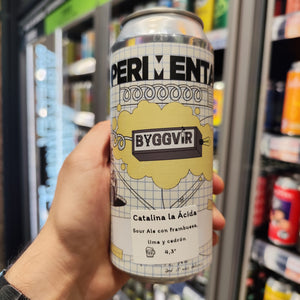 PERIMENTA
BYGGVIR
Catalina la Ácida
Sour Ale con Frambuesa,
lima y cedrón
4,3°